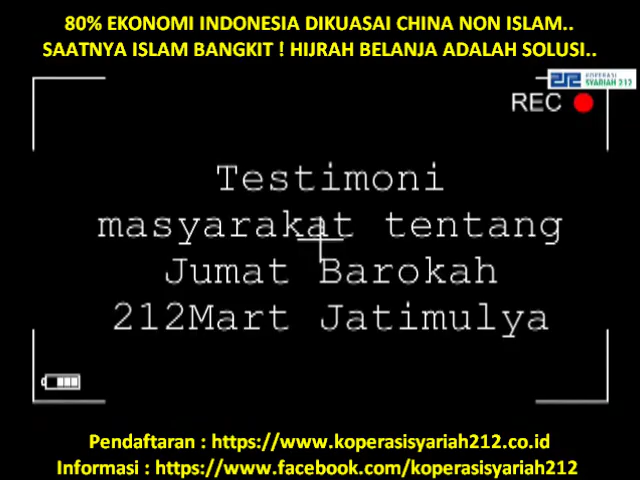 80% EKONOMI INDONESIA DIKUASAI CHINA NON ISLAM..
SAATNYA ISLAM BANGKIT ! HIJRAH BELANJA ADALAH SOLUSI..
212 KOPERASI
SYARIAH 212
REC
Testimoni
masyarakat tentang
Jumat Barokah
212Mart Jatimulya
Pendaftaran : https://www.koperasisyariah212.co.id
Informasi : https://www.facebook.com/koperasisyariah212